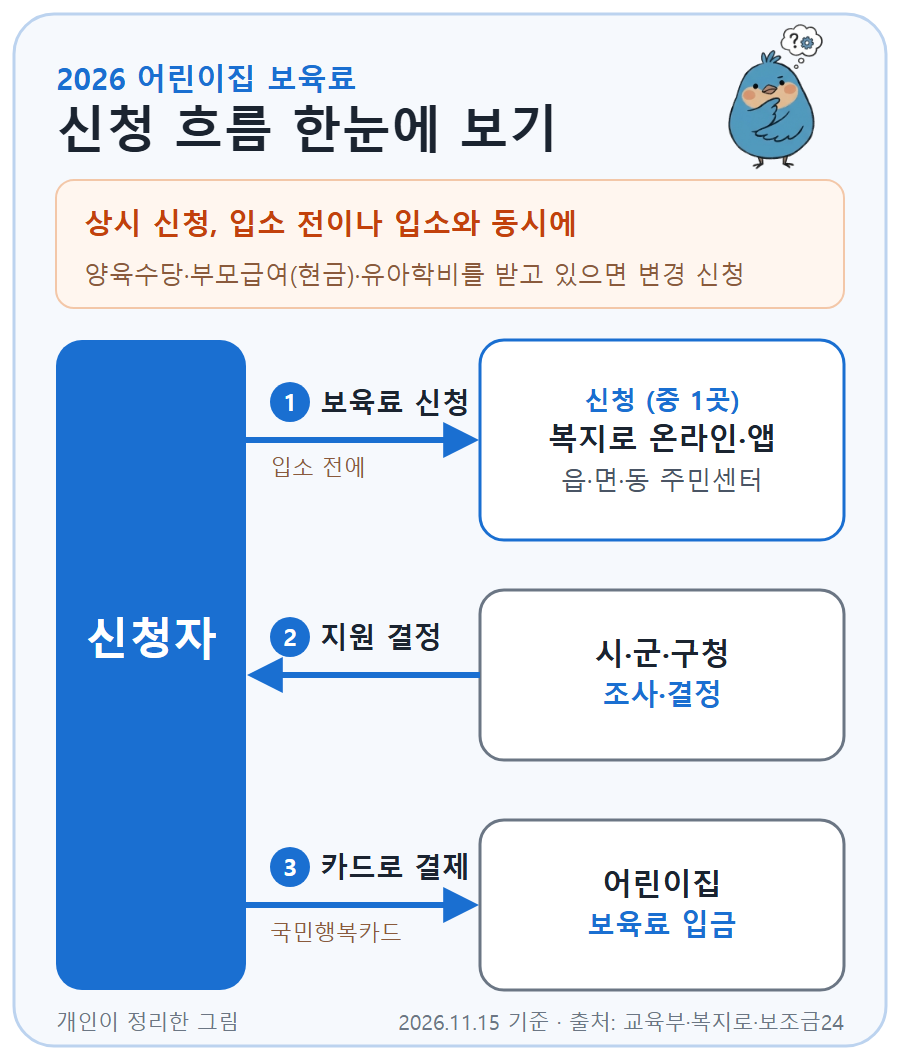 ?
2026 어린이집 보육료
신청 흐름 한눈에 보기
상시 신청, 입소 전이나 입소와 동시에
양육수당·부모급여(현금)·유아학비를 받고 있으면 변경 신청
신청자
1 보육료 신청
입소 전에
신청 (중 1곳)
복지로 온라인·앱
읍·면·동 주민센터
2 지원 결정
시·군·구청
조사·결정
3 카드로 결제
국민행복카드
어린이집
보육료 입금
개인이 정리한 그림
2026.11.15 기준 · 출처: 교육부·복지로·보조금24